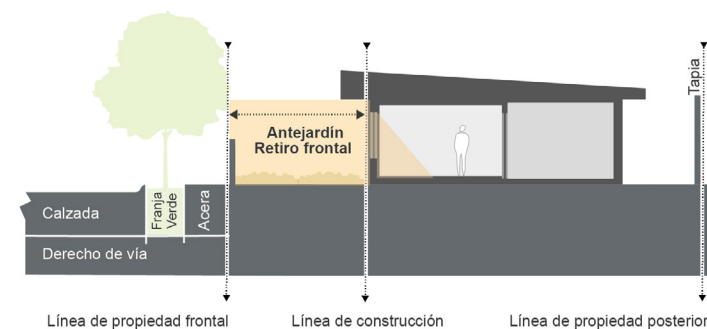 Tapia
Antejardín
Retiro frontal
Calzada
Franja
Verde
Acera
Derecho de vía
Línea de propiedad frontal
Línea de construcción
Línea de propiedad posterior